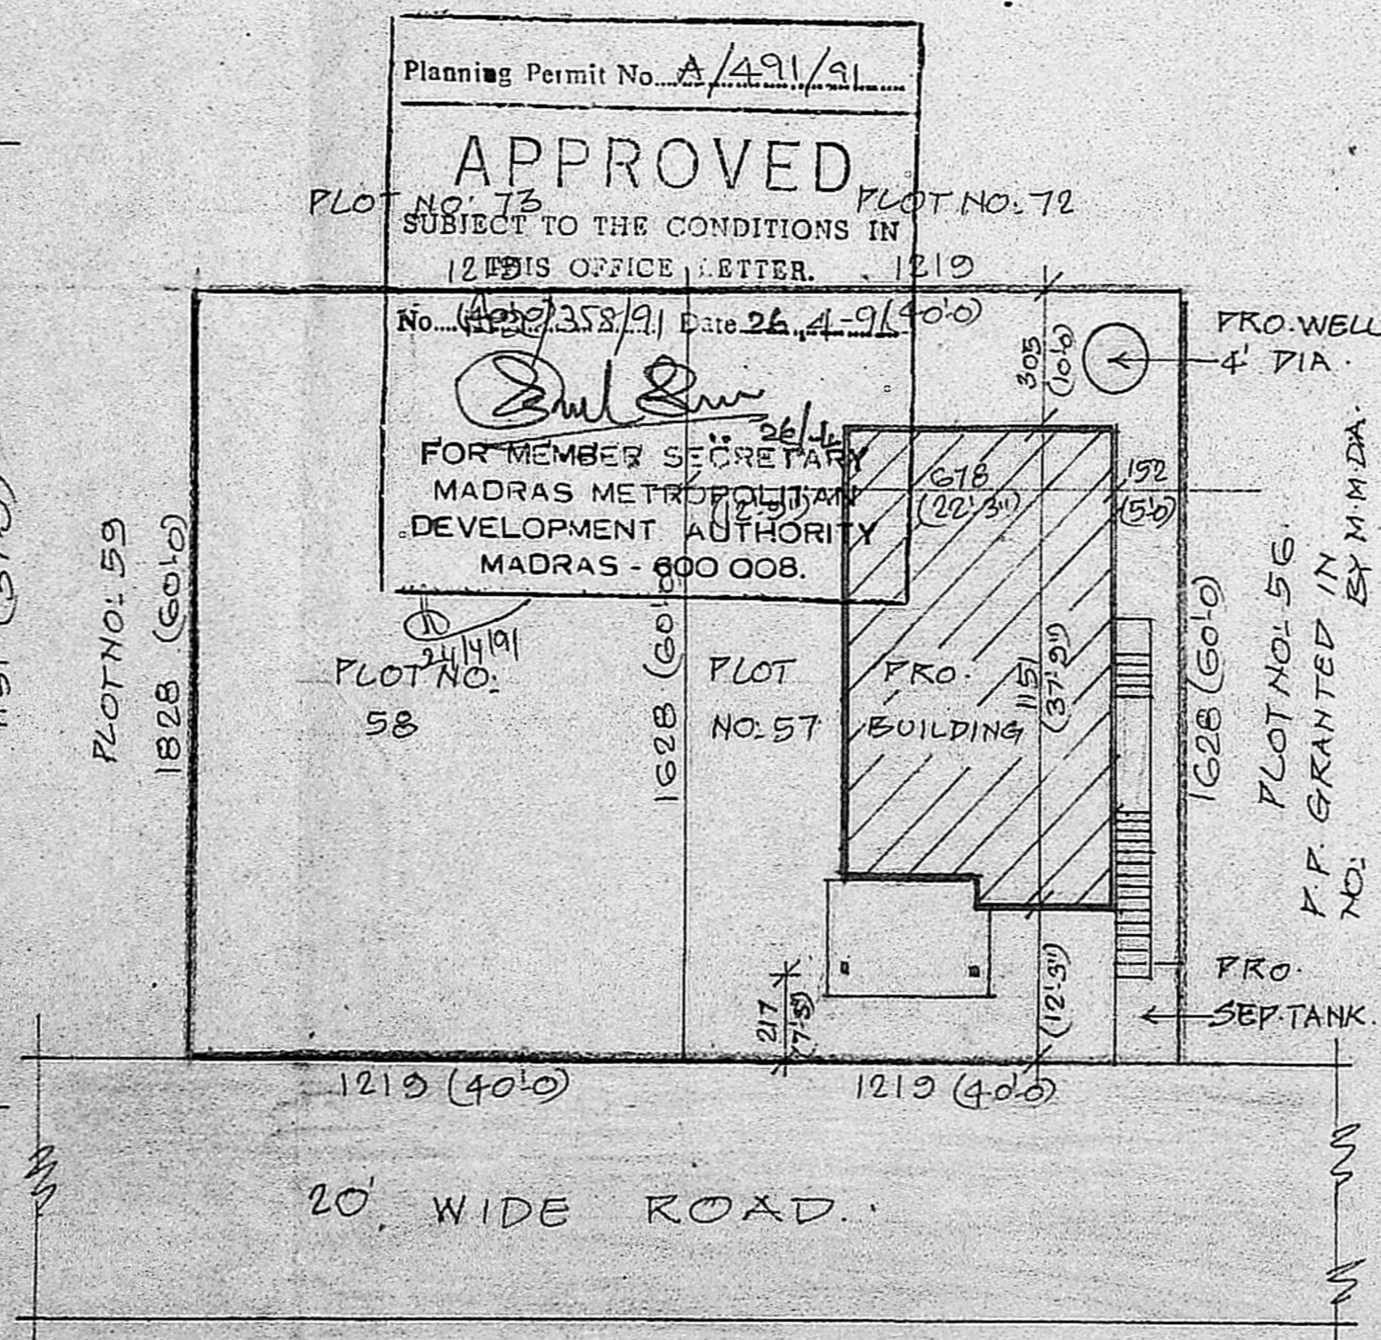 Planning Permit No. A/491/91
APPROVED
SUBJECT TO THE CONDITIONS IN
THIS OFFICE LETTER.
No. 358/91 Date 26-4-91
26/4
FOR MEMBER SECRETARY
MADRAS METROPOLITAN
DEVELOPMENT AUTHORITY
MADRAS - 600 008.
24/4/91
PLOT NO: 73
PLOT NO: 72
1219
(40'-0)
1219
(40'-0)
305
(10'-0)
PRO. WELL
4' DIA.
678
(22'-3")
152
(5'-0)
(12'-9")
PLOT NO: 59
1828 (60'-0)
PLOT NO:
58
1628 (60'-0)
PLOT
NO: 57
PRO.
BUILDING
1151
(37'-9")
1628 (60'-0)
PLOT NO: 56.
P.P. GRANTED IN
NO:
BY M.M.DA.
217
(7'-3")
(12'-3")
PRO.
SEP. TANK.
1219 (40'-0)
1219 (40'-0)
20' WIDE ROAD.